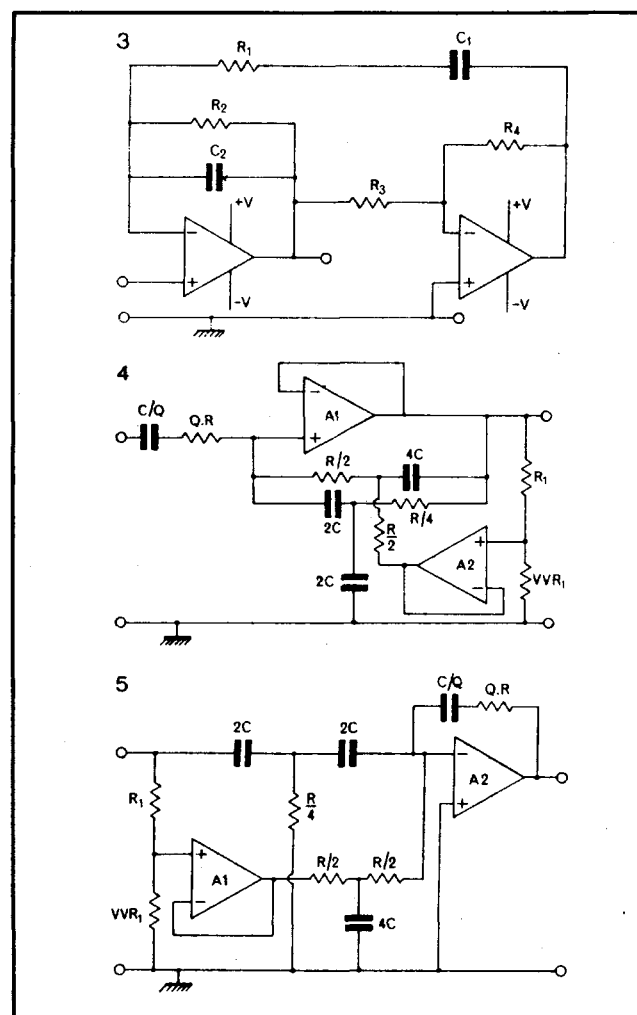 3
R1
C1
R2
R4
C2
R3
+V
+V
−
−
+
+
-V
-V
4
C/Q
Q.R
−
A1
+
R/2
4C
R1
2C
R/4
R/2
+
A2
−
VVR1
2C
5
C/Q
Q.R
2C
2C
−
A2
+
R1
R/4
+
A1
−
R/2
R/2
VVR1
4C